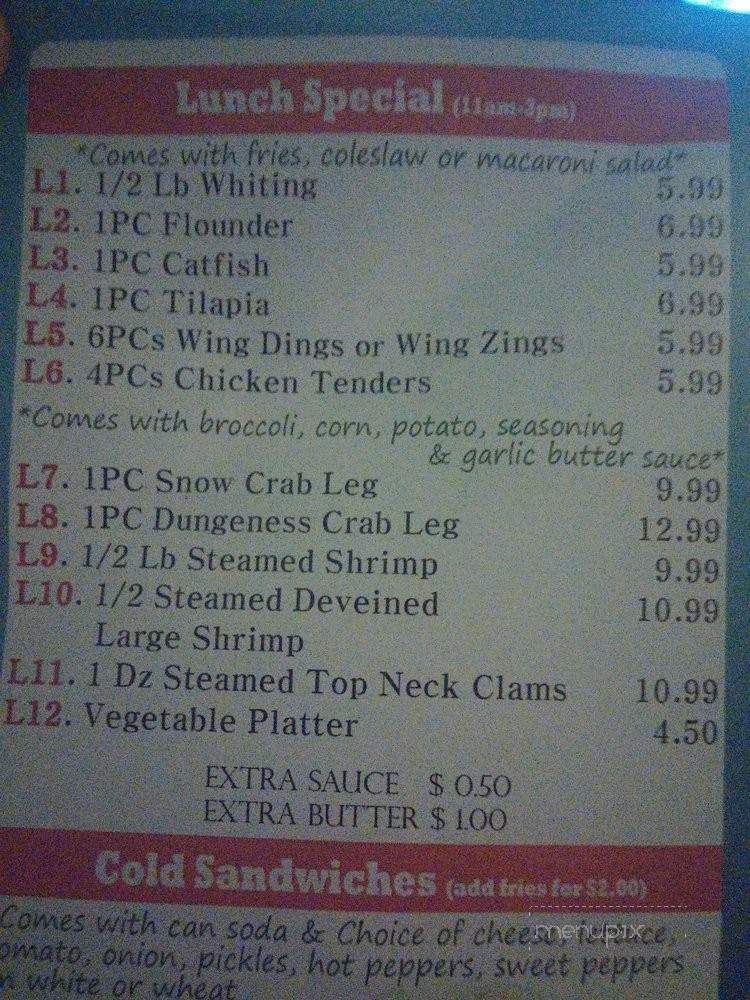 Lunch Special (11am-3pm)
*Comes with fries, coleslaw or macaroni salad*
L1. 1/2 Lb Whiting 5.99
L2. 1PC Flounder 6.99
L3. 1PC Catfish 5.99
L4. 1PC Tilapia 6.99
L5. 6PCs Wing Dings or Wing Zings 5.99
L6. 4PCs Chicken Tenders 5.99
*Comes with broccoli, corn, potato, seasoning
& garlic butter sauce*
L7. 1PC Snow Crab Leg 9.99
L8. 1PC Dungeness Crab Leg 12.99
L9. 1/2 Lb Steamed Shrimp 9.99
L10. 1/2 Steamed Deveined 10.99
Large Shrimp
L11. 1 Dz Steamed Top Neck Clams 10.99
L12. Vegetable Platter 4.50
EXTRA SAUCE $ 0.50
EXTRA BUTTER $ 1.00
Cold Sandwiches (add fries for $2.00)
Comes with can soda & Choice of cheese, lettuce,
omato, onion, pickles, hot peppers, sweet peppers
n white or wheat
menupix